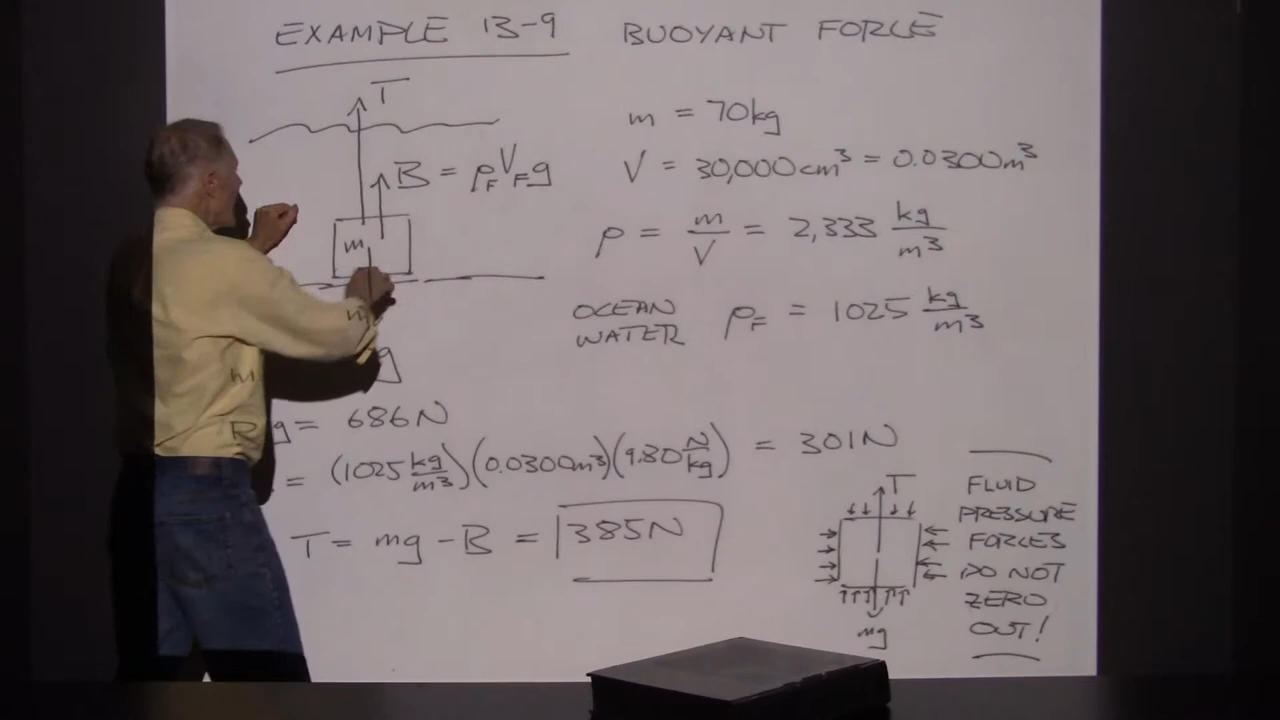 EXAMPLE 13-9 BUOYANT FORCE
T
B = ρF VF g
m
g
m = 70kg
V = 30,000cm³ = 0.0300m³
ρ = m/V = 2,333 kg/m³
OCEAN
WATER ρF = 1025 kg/m³
g = 686N
= (1025 kg/m³)(0.0300m³)(9.80 N/kg) = 301N
T = mg - B = 385N
T
mg
FLUID
PRESSURE
FORCES
DO NOT
ZERO
OUT!